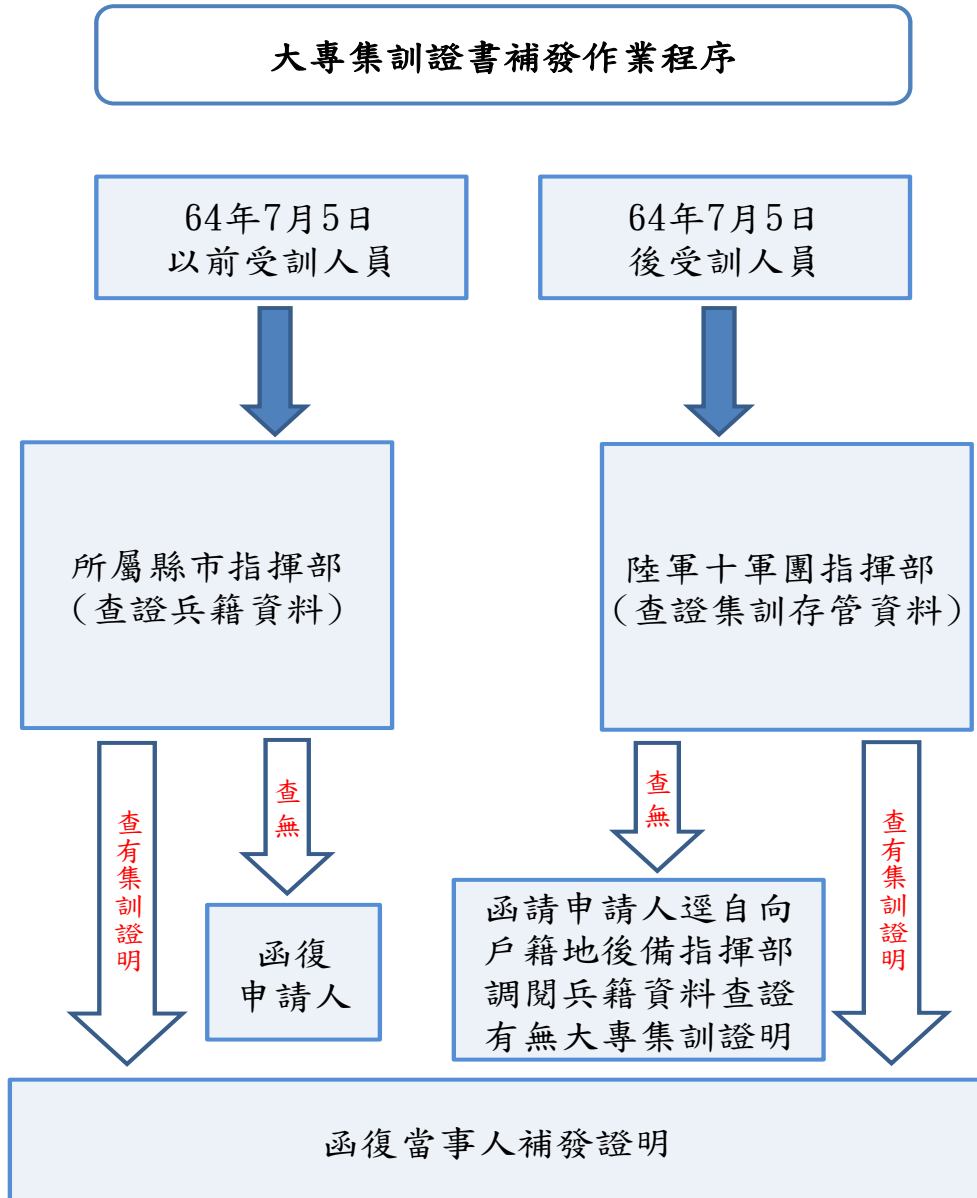 大專集訓證書補發作業程序
64年7月5日
以前受訓人員
64年7月5日
後受訓人員
所屬縣市指揮部
（查證兵籍資料）
陸軍十軍團指揮部
（查證集訓存管資料）
查有集訓證明
查無
查無
查有集訓證明
函復
申請人
函請申請人逕自向
戶籍地後備指揮部
調閱兵籍資料查證
有無大專集訓證明
函復當事人補發證明